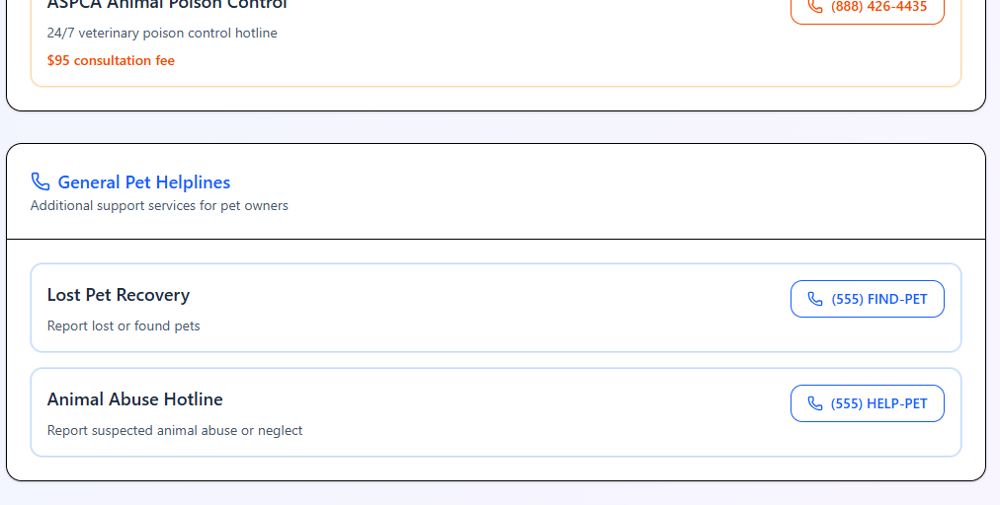 ASPCA Animal Poison Control
(888) 426-4435
24/7 veterinary poison control hotline
$95 consultation fee
General Pet Helplines
Additional support services for pet owners
Lost Pet Recovery
(555) FIND-PET
Report lost or found pets
Animal Abuse Hotline
(555) HELP-PET
Report suspected animal abuse or neglect